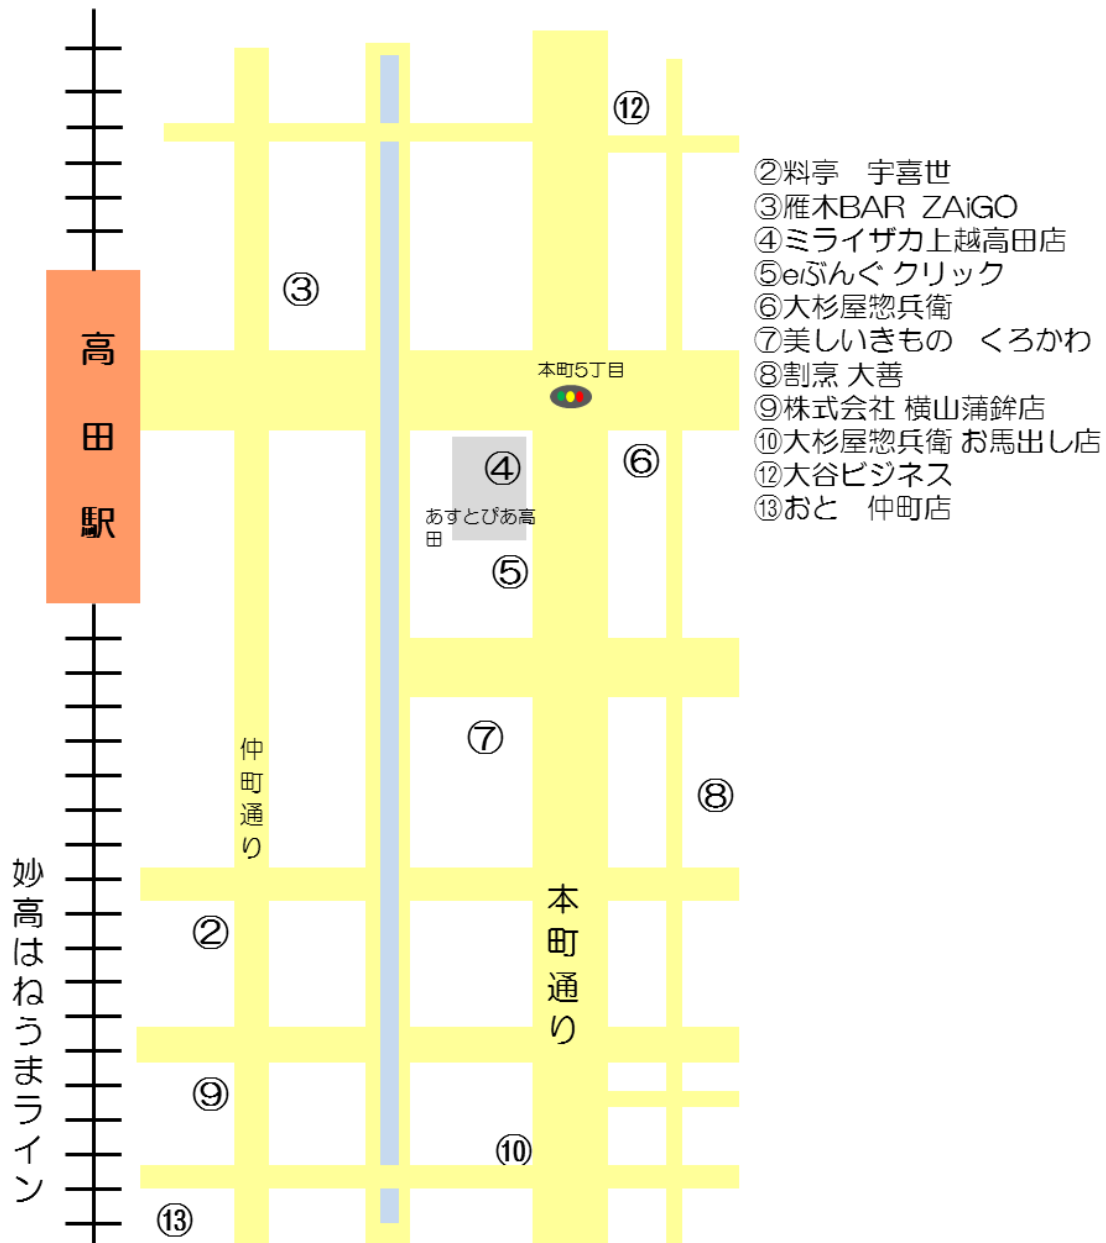 ⑫
②料亭　宇喜世
③雁木BAR ZAiGO
④ミライザカ上越高田店
⑤eぶんぐ クリック
⑥大杉屋惣兵衛
⑦美しいきもの　くろかわ
⑧割烹 大善
⑨株式会社 横山蒲鉾店
⑩大杉屋惣兵衛 お馬出し店
⑫大谷ビジネス
⑬おと　仲町店
③
高田駅
本町5丁目
④
⑥
あすとぴあ高
田
⑤
⑦
仲町通り
⑧
妙高はねうまライン
本町通り
②
⑨
⑩
⑬